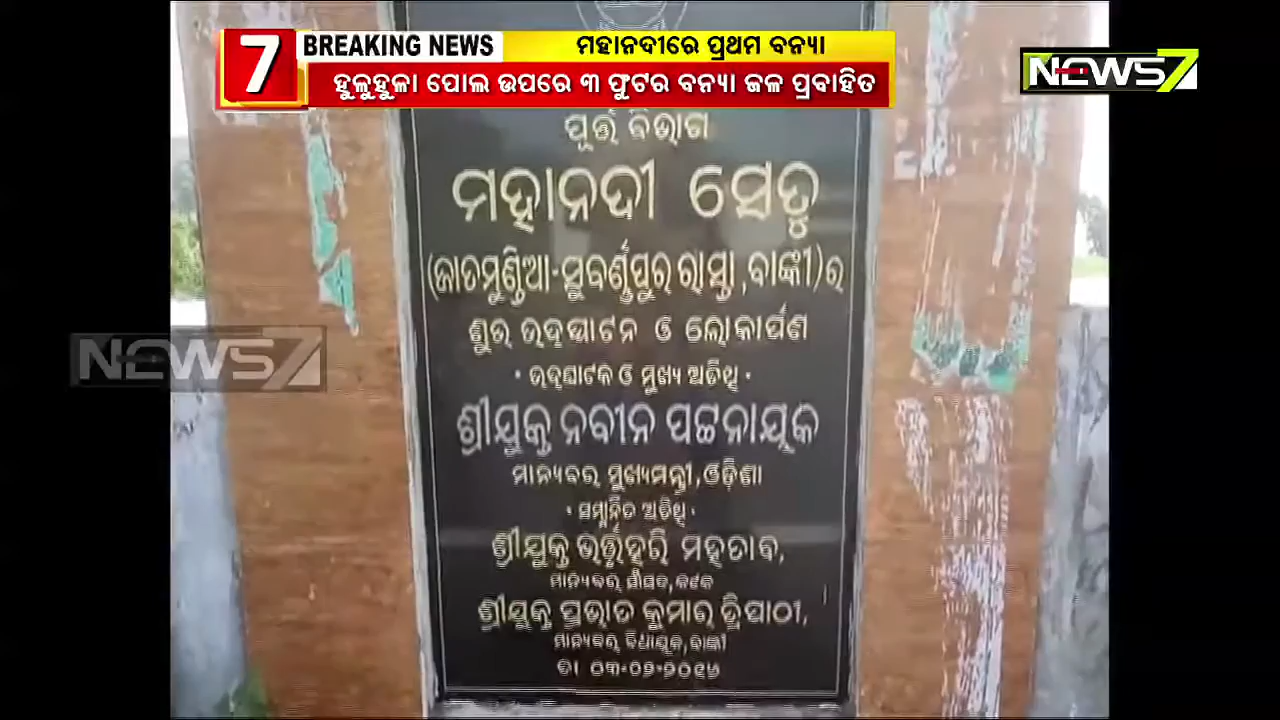 7 BREAKING NEWS ମହାନଦୀରେ ପ୍ରଥମ ବନ୍ୟା
ହୁଳୁହୁଳା ପୋଲ ଉପରେ ୩ ଫୁଟର ବନ୍ୟା ଜଳ ପ୍ରବାହିତ
NEWS7
ପୂର୍ତ୍ତ ବିଭାଗ
ମହାନଦୀ ସେତୁ
(ଜାତମୁଣ୍ଡିଆ-ସୁବର୍ଣ୍ଣପୁର ରାସ୍ତା,ବାଙ୍କୀ)ର
ଶୁଭ ଉଦ୍‌ଘାଟନ ଓ ଲୋକାର୍ପଣ
NEWS7
• ଉଦ୍‌ଘାଟକ ଓ ମୁଖ୍ୟ ଅତିଥି •
ଶ୍ରୀଯୁକ୍ତ ନବୀନ ପଟ୍ଟନାୟକ
ମାନ୍ୟବର ମୁଖ୍ୟମନ୍ତ୍ରୀ,ଓଡ଼ିଶା
• ସମ୍ମାନିତ ଅତିଥି •
ଶ୍ରୀଯୁକ୍ତ ଭର୍ତ୍ତୃହରି ମହତାବ,
ମାନ୍ୟବର ସାଂସଦ, କଟକ
ଶ୍ରୀଯୁକ୍ତ ପ୍ରଭାତ କୁମାର ତ୍ରିପାଠୀ,
ମାନ୍ୟବର ବିଧାୟକ, ବାଙ୍କୀ